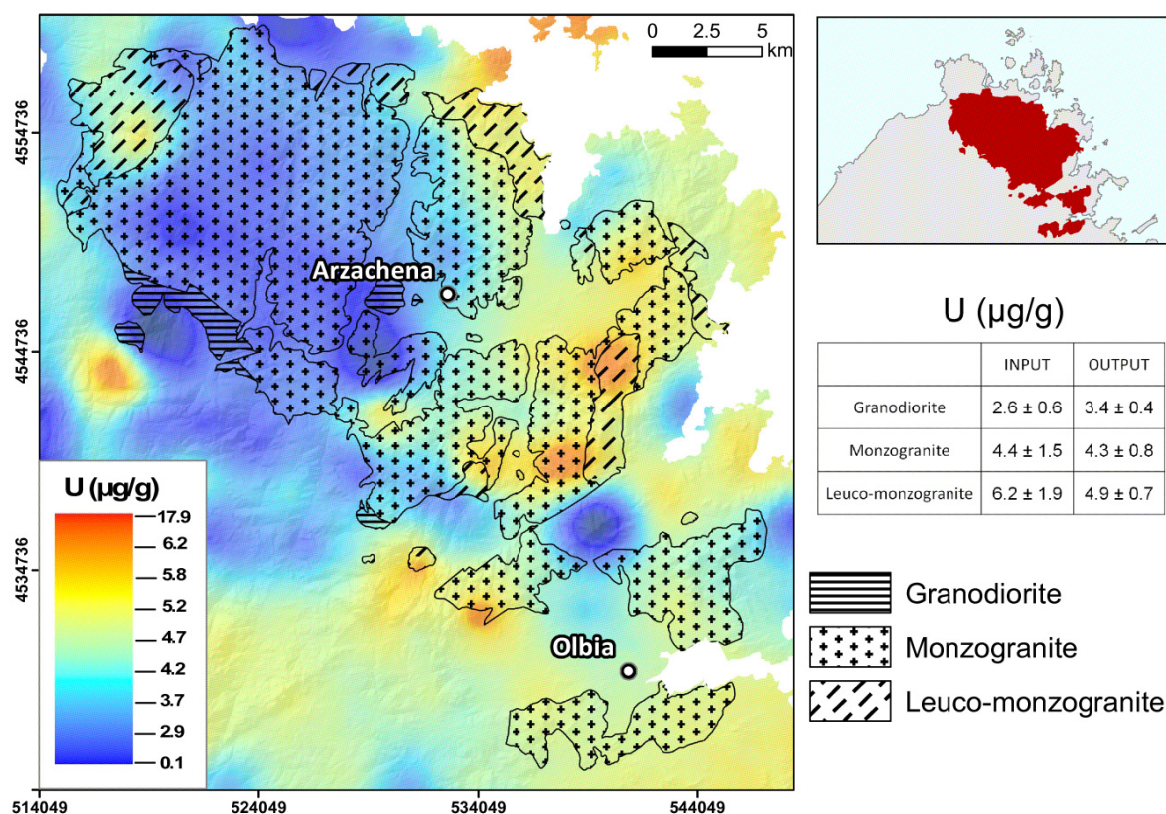 0 2.5 5
km
4554736
4544736
4534736
Arzachena
Olbia
U (µg/g)
17.9
6.2
5.8
5.2
4.7
4.2
3.7
2.9
0.1
514049 524049 534049 544049
U (µg/g)
INPUT OUTPUT
Granodiorite 2.6 ± 0.6 3.4 ± 0.4
Monzogranite 4.4 ± 1.5 4.3 ± 0.8
Leuco-monzogranite 6.2 ± 1.9 4.9 ± 0.7
Granodiorite
Monzogranite
Leuco-monzogranite